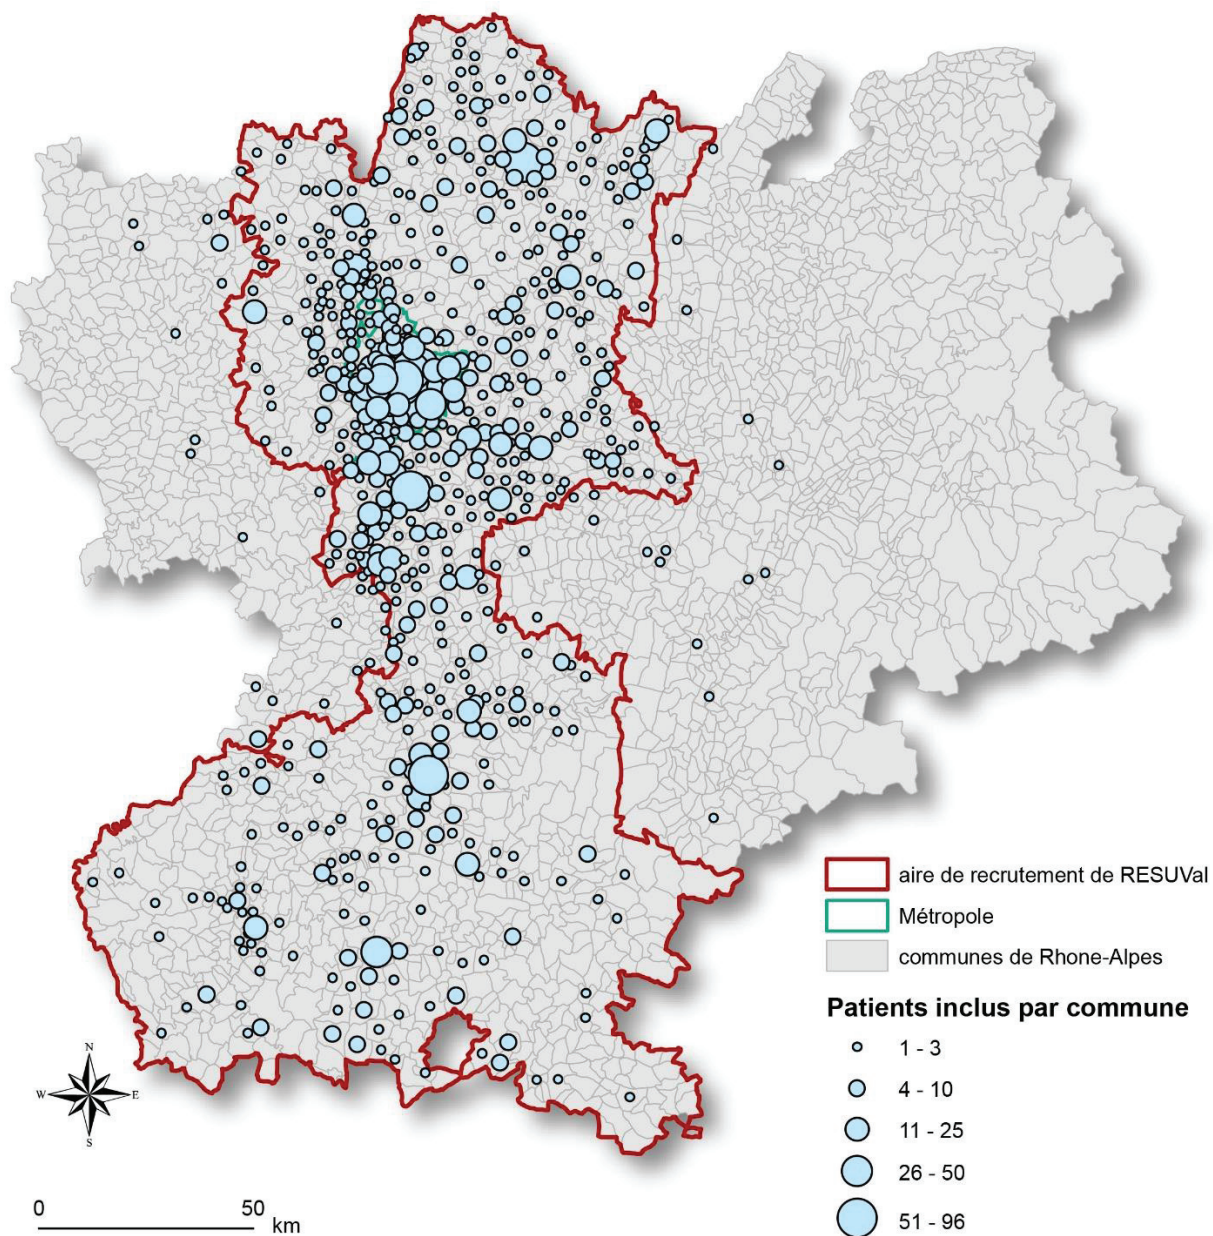 aire de recrutement de RESUVal
Métropole
communes de Rhone-Alpes
Patients inclus par commune
1 - 3
4 - 10
11 - 25
26 - 50
51 - 96
N
W E
S
0 50
km